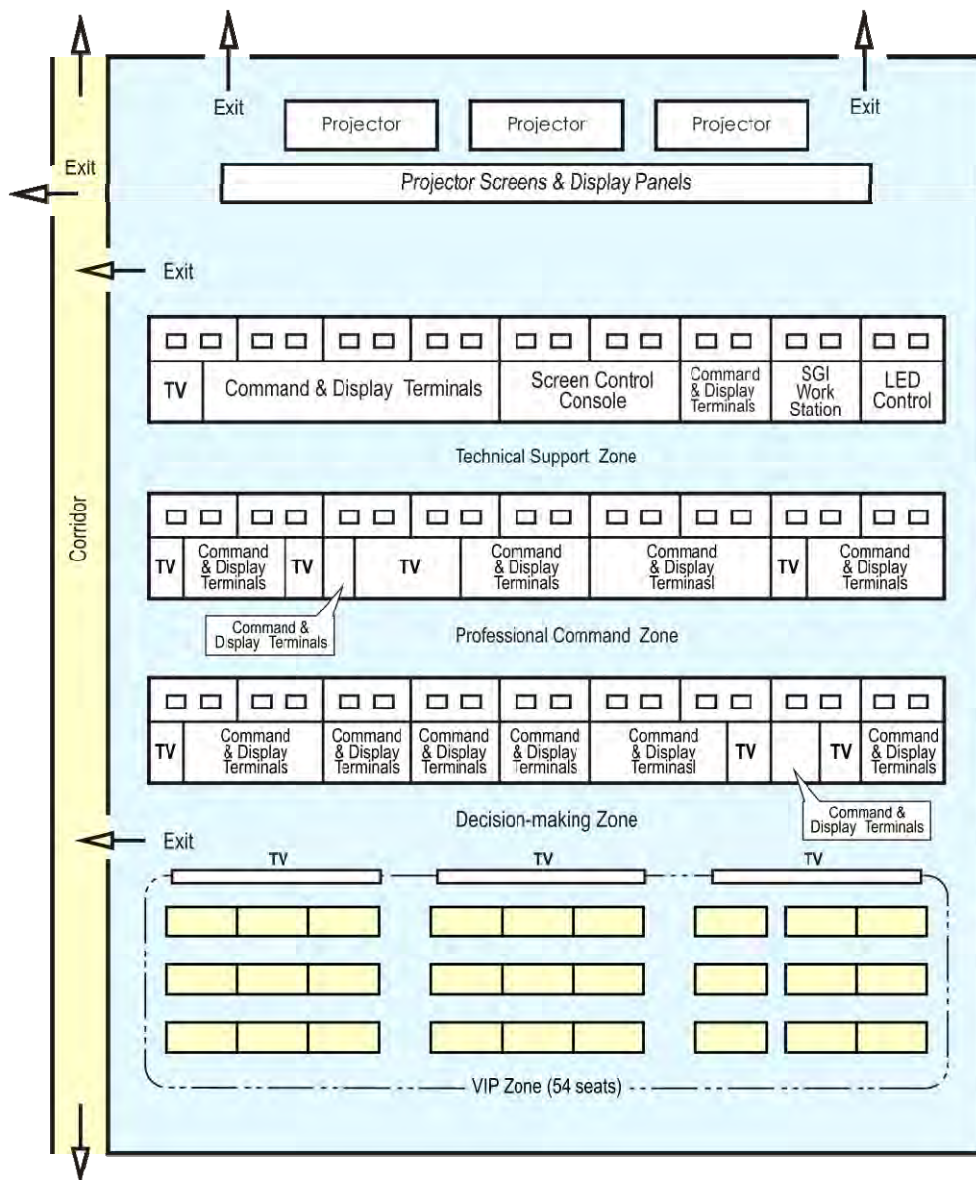 Exit
Exit
Projector
Projector
Projector
Exit
Projector Screens & Display Panels
Exit
TV
Command & Display Terminals
Screen Control
Console
Command
& Display
Terminals
SGI
Work
Station
LED
Control
Technical Support Zone
Corridor
TV
Command
& Display
Terminals
TV
TV
Command
& Display
Terminals
Command
& Display
Terminasl
TV
Command
& Display
Terminals
Command &
Display Terminals
Professional Command Zone
TV
Command
& Display
Terminals
Command
& Display
Terminals
Command
& Display
Terminals
Command
& Display
Terminals
Command
& Display
Terminasl
TV
TV
Command
& Display
Terminals
Command &
Display Terminals
Decision-making Zone
Exit
TV
TV
TV
VIP Zone (54 seats)